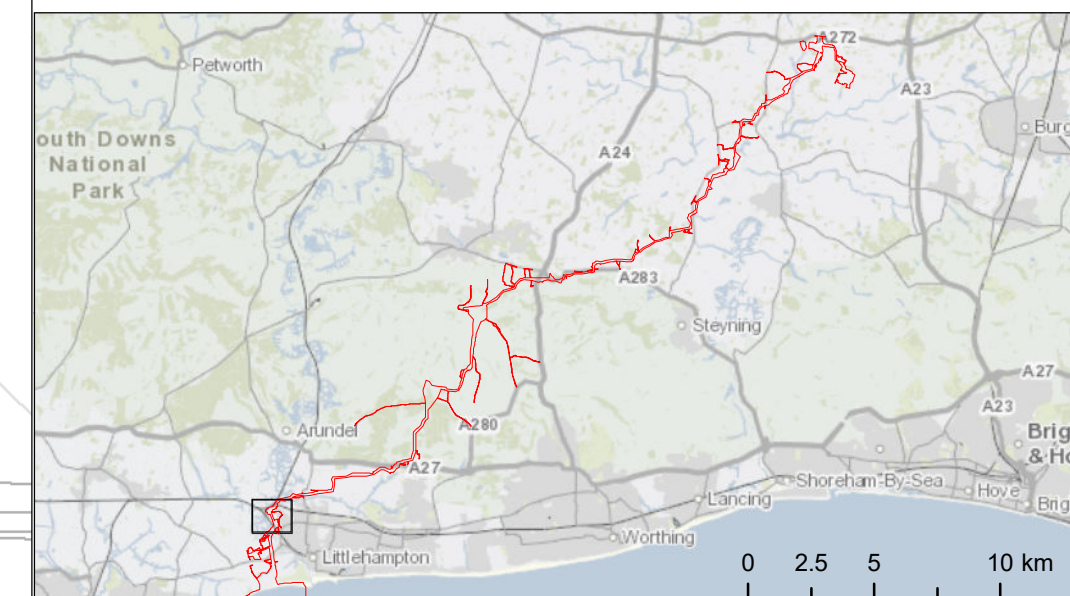 A272
Petworth
A23
Burg
outh Downs
National
Park
A24
A283
Steyning
A27
A23
Arundel
A280
Brig
& Ho
A27
Shoreham-By-Sea
Hove
Lancing
Brig
Worthing
Littlehampton
0 2.5 5 10 km